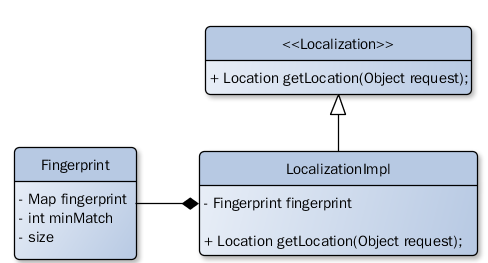 <<Localization>>
+ Location getLocation(Object request);
Fingerprint
- Map fingerprint
- int minMatch
- size
LocalizationImpl
- Fingerprint fingerprint
+ Location getLocation(Object request);